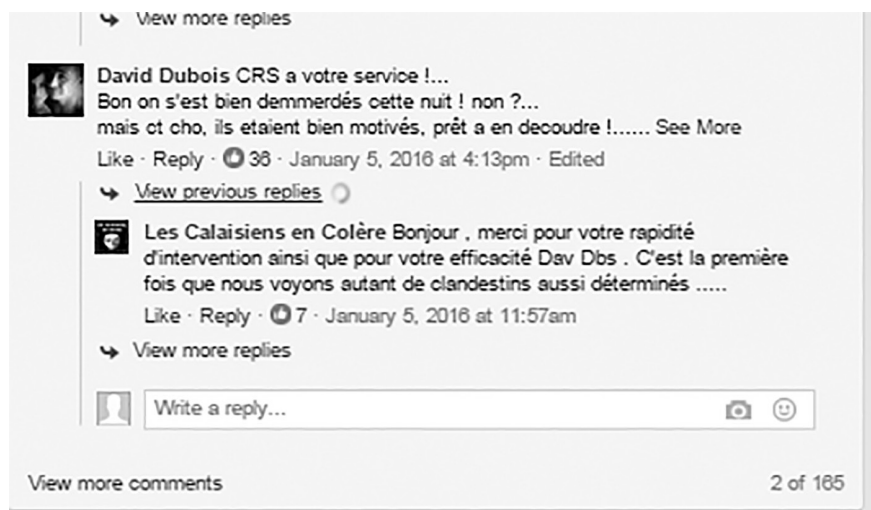 View more replies
David Dubois CRS a votre service !...
Bon on s'est bien demmerdés cette nuit ! non ?...
mais ct cho, ils etaient bien motivés, prêt a en decoudre !...... See More
Like · Reply · 36 · January 5, 2016 at 4:13pm · Edited
View previous replies
Les Calaisiens en Colère Bonjour , merci pour votre rapidité
d'intervention ainsi que pour votre efficacité Dav Dbs . C'est la première
fois que nous voyons autant de clandestins aussi déterminés .....
Like · Reply · 7 · January 5, 2016 at 11:57am
View more replies
Write a reply...
View more comments
2 of 165